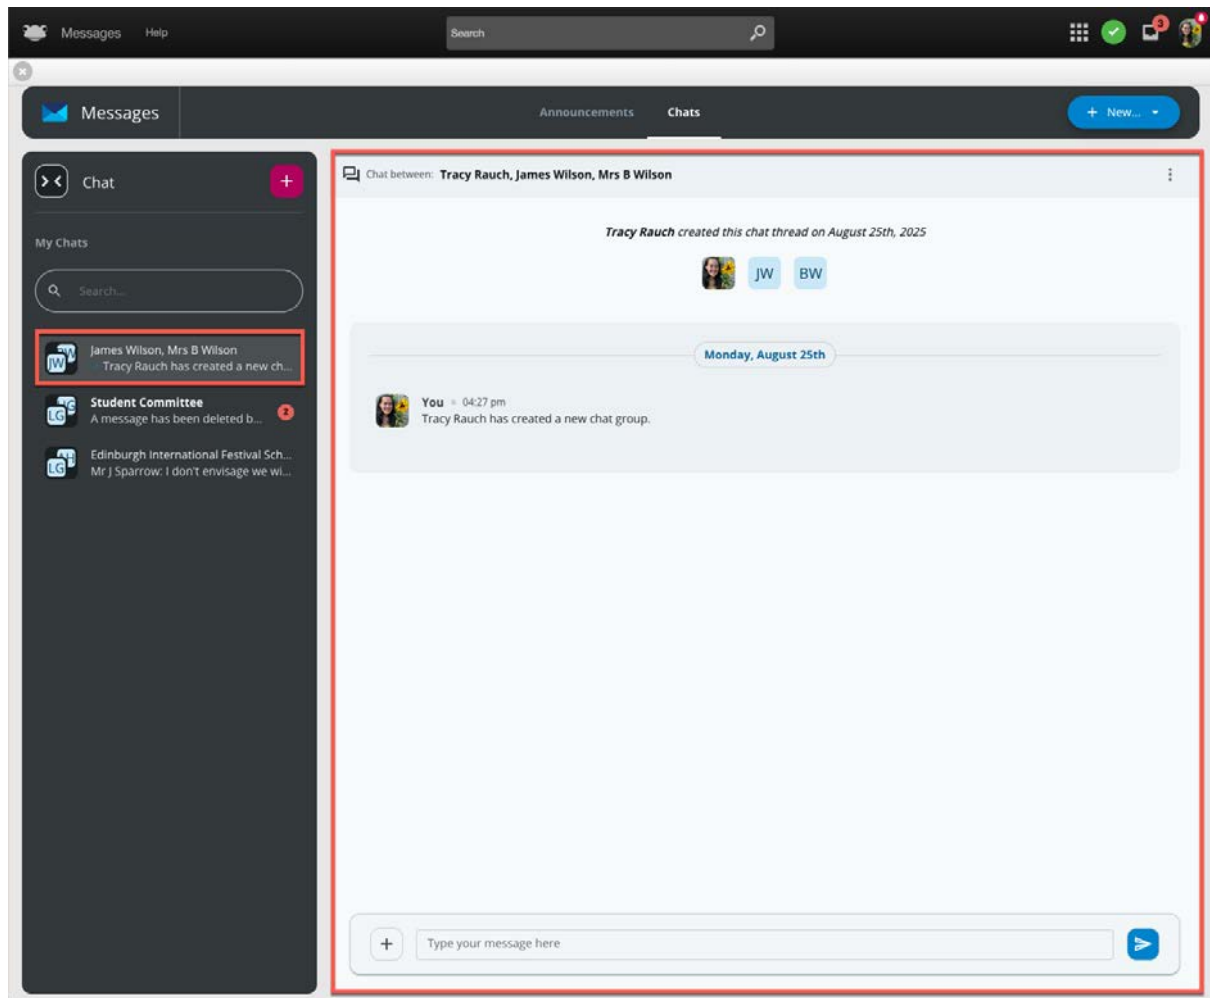 Messages Help
Search
3
Messages
Announcements Chats
+ New...
Chat
+
My Chats
Search...
JW
James Wilson, Mrs B Wilson
Tracy Rauch has created a new ch...
LG
Student Committee
A message has been deleted b...
2
LG
Edinburgh International Festival Sch...
Mr J Sparrow: I don't envisage we wi...
Chat between: Tracy Rauch, James Wilson, Mrs B Wilson
Tracy Rauch created this chat thread on August 25th, 2025
JW BW
Monday, August 25th
You 04:27 pm
Tracy Rauch has created a new chat group.
+ Type your message here